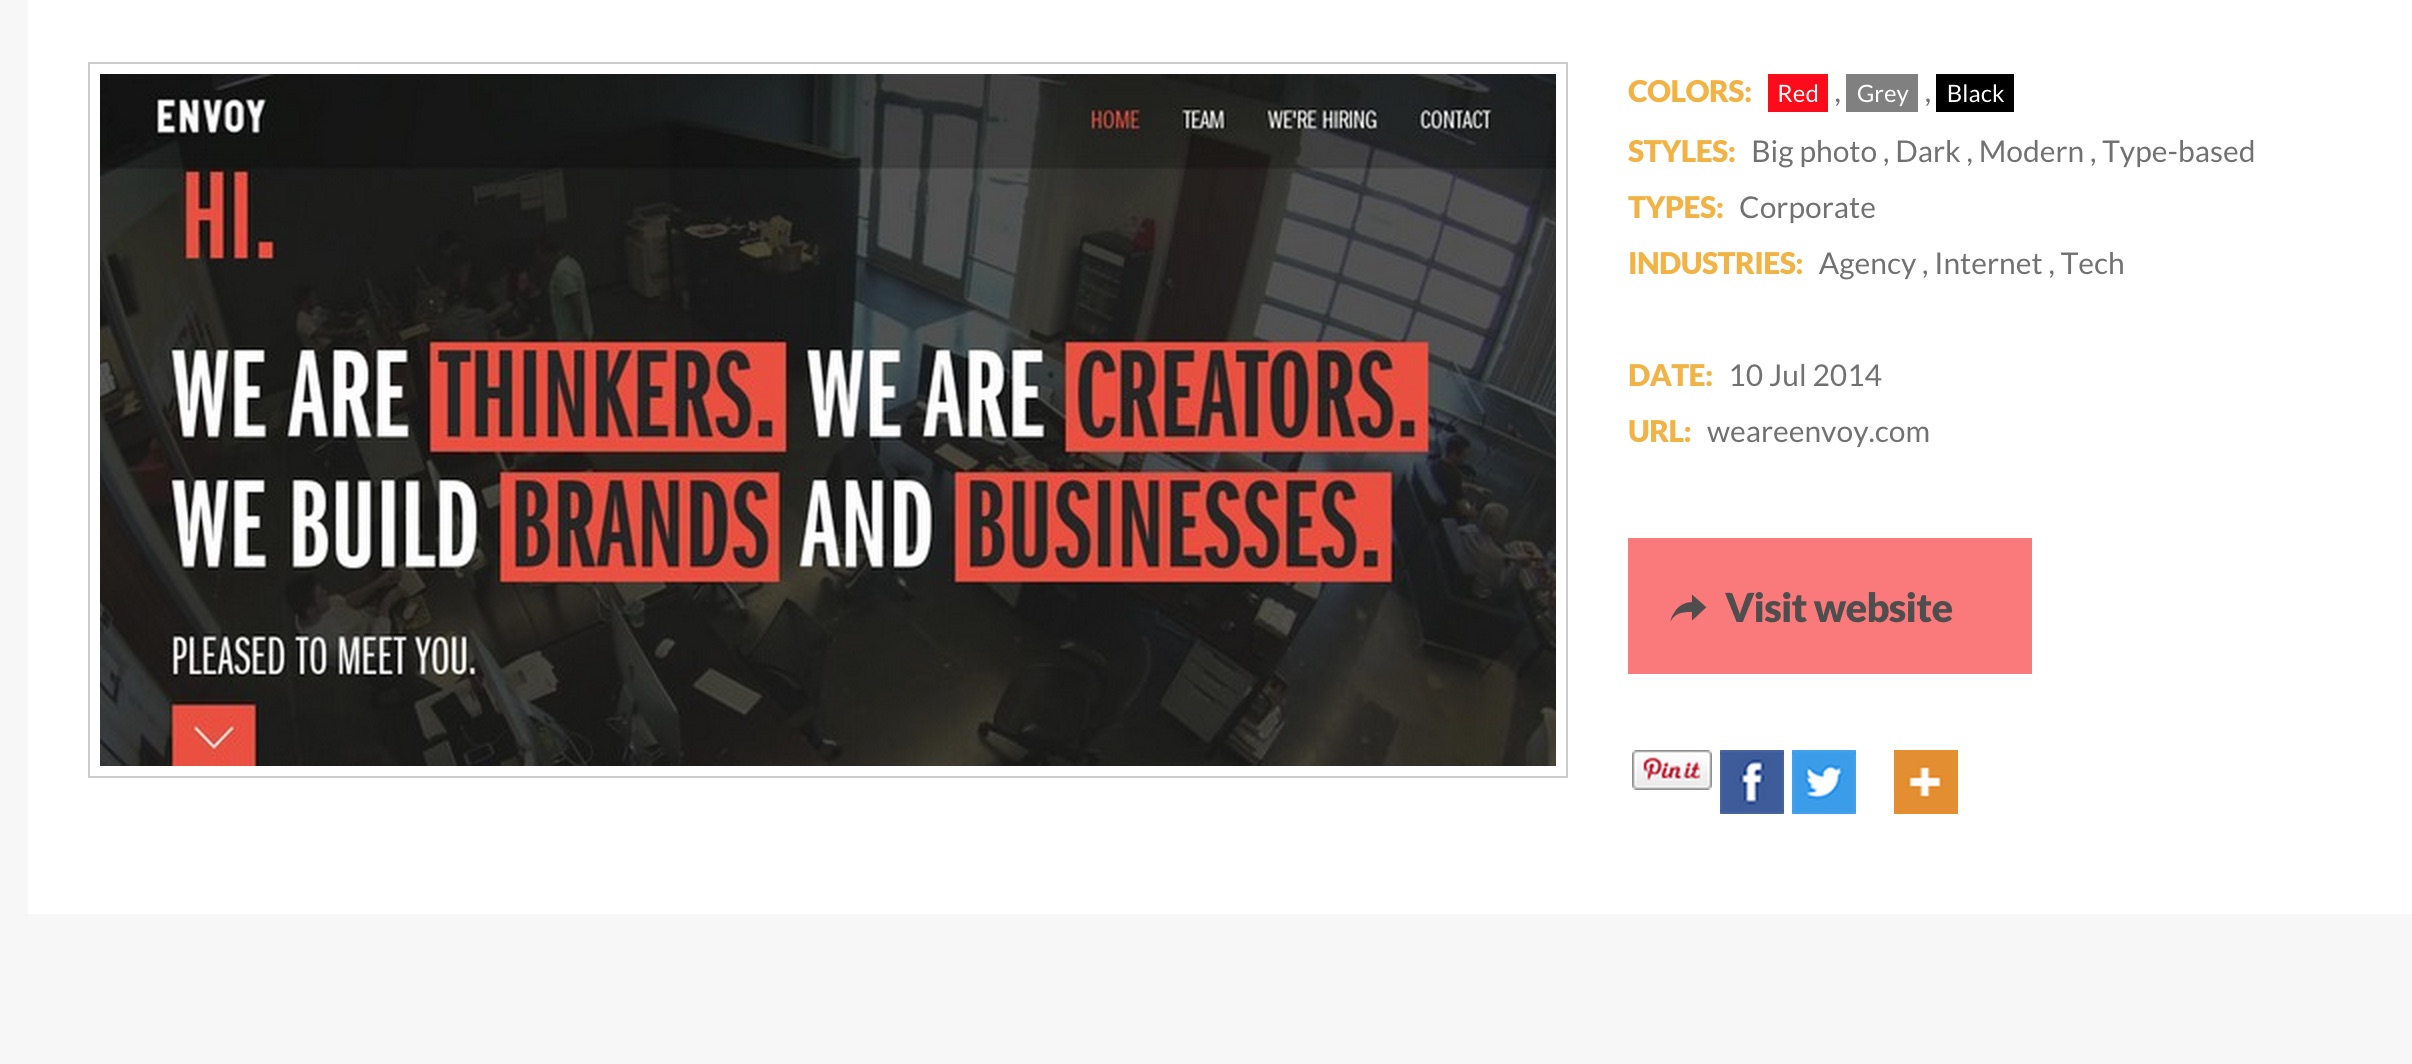 ENVOY
HOME TEAM WE'RE HIRING CONTACT
HI.
WE ARE THINKERS. WE ARE CREATORS.
WE BUILD BRANDS AND BUSINESSES.
PLEASED TO MEET YOU.
COLORS: Red , Grey , Black
STYLES: Big photo , Dark , Modern , Type-based
TYPES: Corporate
INDUSTRIES: Agency , Internet , Tech
DATE: 10 Jul 2014
URL: weareenvoy.com
Visit website
Pin it